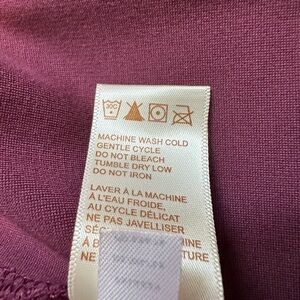 30C
MACHINE WASH COLD
GENTLE CYCLE
DO NOT BLEACH
TUMBLE DRY LOW
DO NOT IRON
LAVER À LA MACHINE
À L'EAU FROIDE,
AU CYCLE DÉLICAT
NE PAS JAVELLISER